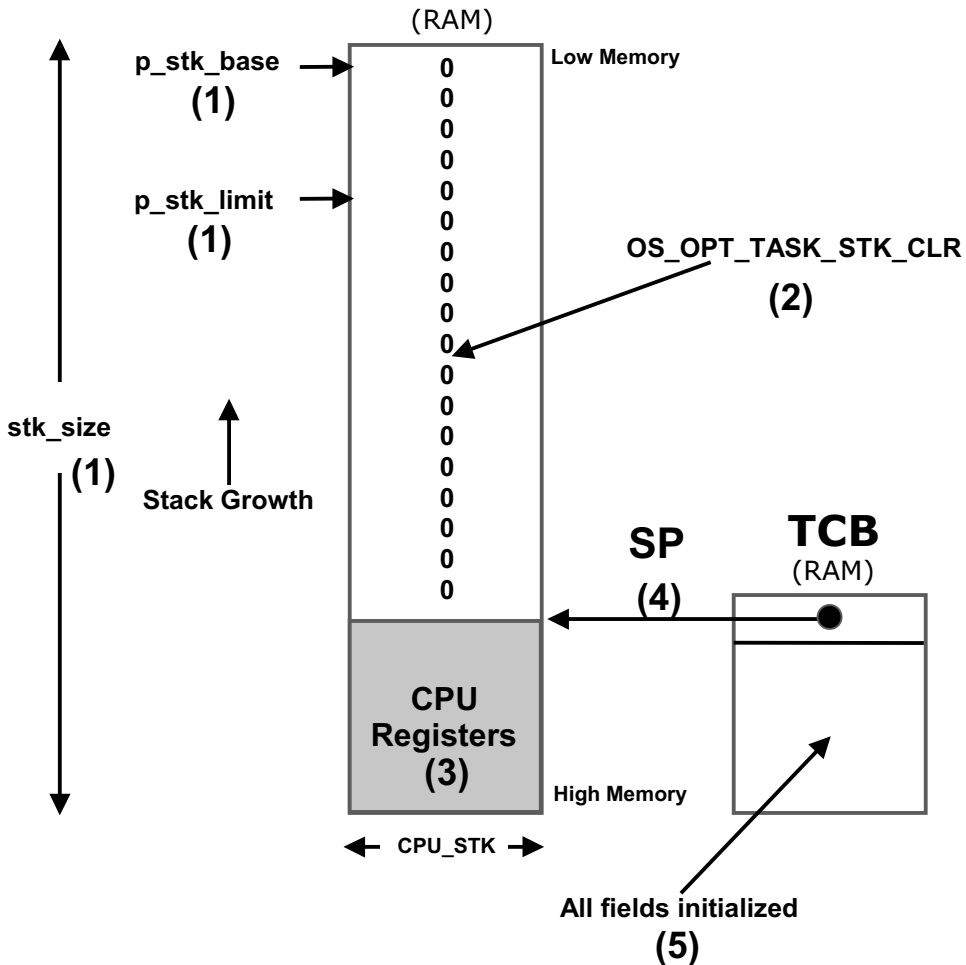 (RAM)
Low Memory
p_stk_base
(1)
0
0
0
0
0
p_stk_limit
(1)
0
0
OS_OPT_TASK_STK_CLR
(2)
0
0
0
0
0
0
stk_size
(1)
0
0
Stack Growth
0
0
0
SP
(4)
TCB
(RAM)
CPU
Registers
(3)
High Memory
CPU_STK
All fields initialized
(5)